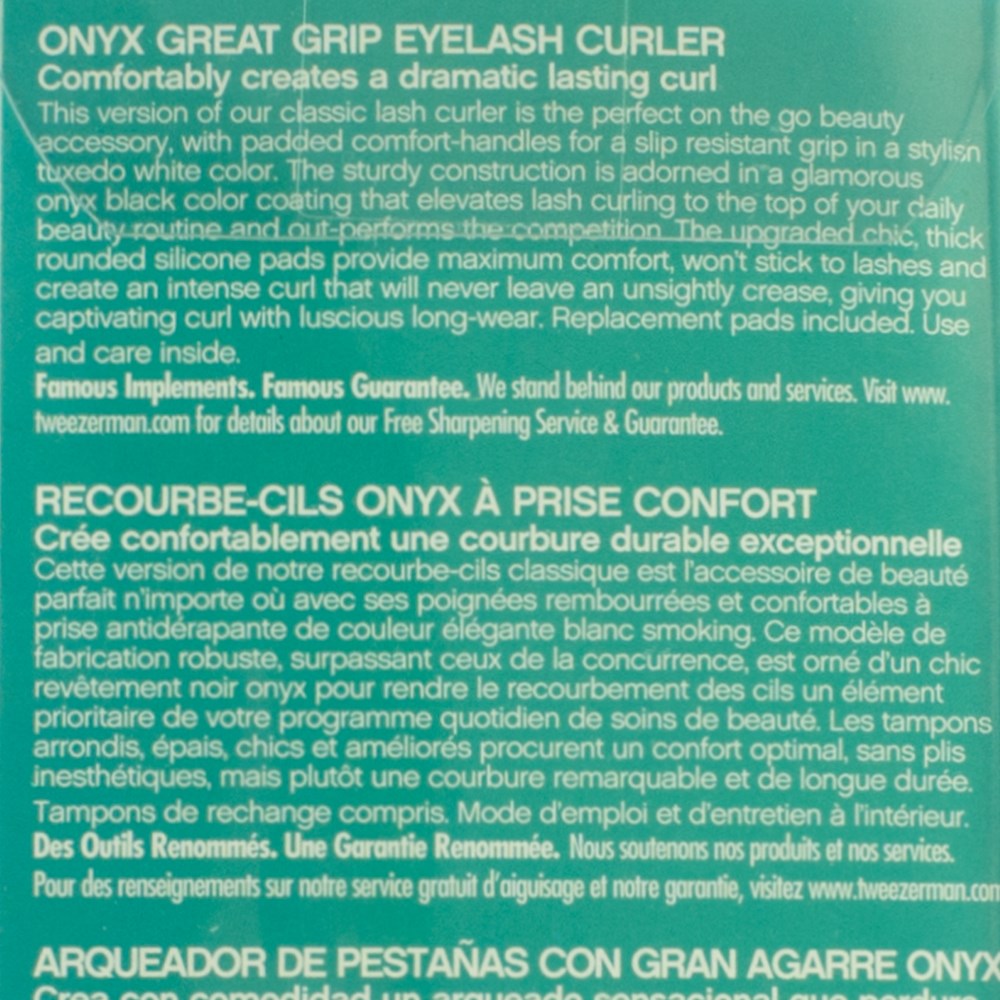 ONYX GREAT GRIP EYELASH CURLER
Comfortably creates a dramatic lasting curl
This version of our classic lash curler is the perfect on the go beauty
accessory, with padded comfort-handles for a slip resistant grip in a stylish
tuxedo white color. The sturdy construction is adorned in a glamorous
onyx black color coating that elevates lash curling to the top of your daily
beauty routine and out-performs the competition. The upgraded chic, thick
rounded silicone pads provide maximum comfort, won't stick to lashes and
create an intense curl that will never leave an unsightly crease, giving you
captivating curl with luscious long-wear. Replacement pads included. Use
and care inside.
Famous Implements. Famous Guarantee. We stand behind our products and services. Visit www.
tweezerman.com for details about our Free Sharpening Service & Guarantee.
RECOURBE-CILS ONYX À PRISE CONFORT
Crée confortablement une courbure durable exceptionnelle
Cette version de notre recourbe-cils classique est l'accessoire de beauté
parfait n'importe où avec ses poignées rembourrées et confortables à
prise antidérapante de couleur élégante blanc smoking. Ce modèle de
fabrication robuste, surpassant ceux de la concurrence, est orné d'un chic
revêtement noir onyx pour rendre le recourbement des cils un élément
prioritaire de votre programme quotidien de soins de beauté. Les tampons
arrondis, épais, chics et améliorés procurent un confort optimal, sans plis
inesthétiques, mais plutôt une courbure remarquable et de longue durée.
Tampons de rechange compris. Mode d'emploi et d'entretien à l'intérieur.
Des Outils Renommés. Une Garantie Renommée. Nous soutenons nos produits et nos services.
Pour des renseignements sur notre service gratuit d'aiguisage et notre garantie, visitez www.tweezerman.com
ARQUEADOR DE PESTAÑAS CON GRAN AGARRE ONYX
Crea con comodidad un arqueado sensacional